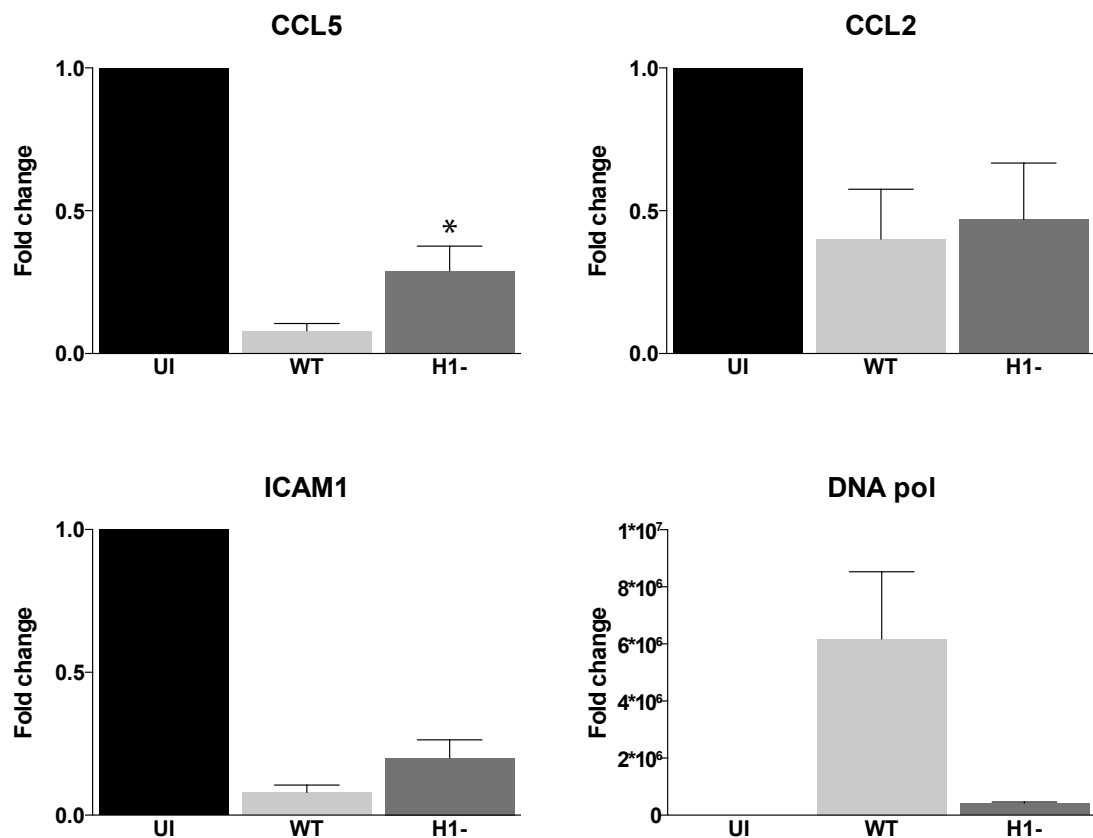 CCL5
1.0
0.5
0.0
Fold change
UI WT H1-
*
CCL2
1.0
0.5
0.0
Fold change
UI WT H1-
ICAM1
1.0
0.5
0.0
Fold change
UI WT H1-
DNA pol
1*10⁷
8*10⁶
6*10⁶
4*10⁶
2*10⁶
0
Fold change
UI WT H1-